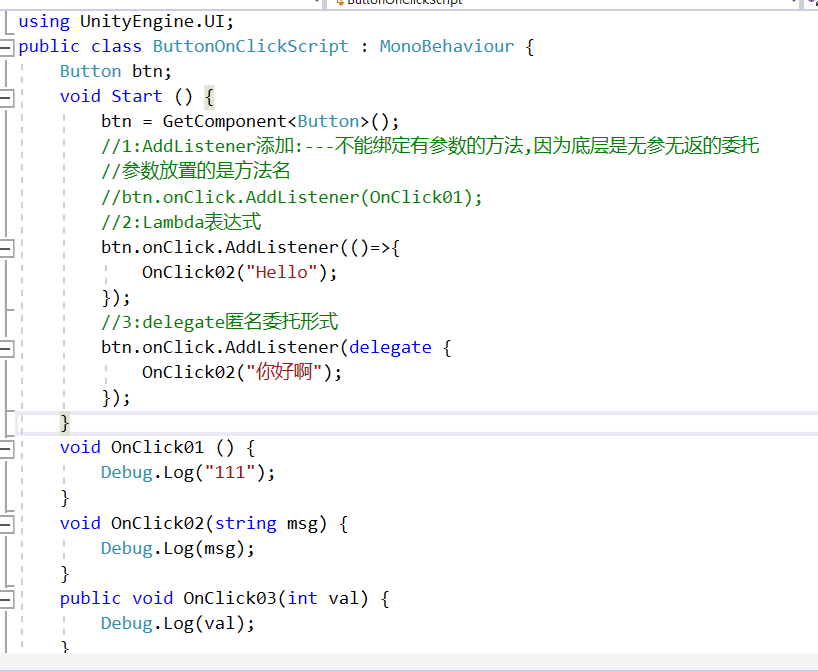 ButtonOnClickScript
using UnityEngine.UI;
public class ButtonOnClickScript : MonoBehaviour {
Button btn;
void Start () {
btn = GetComponent<Button>();
//1:AddListener添加:---不能绑定有参数的方法,因为底层是无参无返的委托
//参数放置的是方法名
//btn.onClick.AddListener(OnClick01);
//2:Lambda表达式
btn.onClick.AddListener(()=>{
OnClick02("Hello");
});
//3:delegate匿名委托形式
btn.onClick.AddListener(delegate {
OnClick02("你好啊");
});
}
void OnClick01 () {
Debug.Log("111");
}
void OnClick02(string msg) {
Debug.Log(msg);
}
public void OnClick03(int val) {
Debug.Log(val);
}